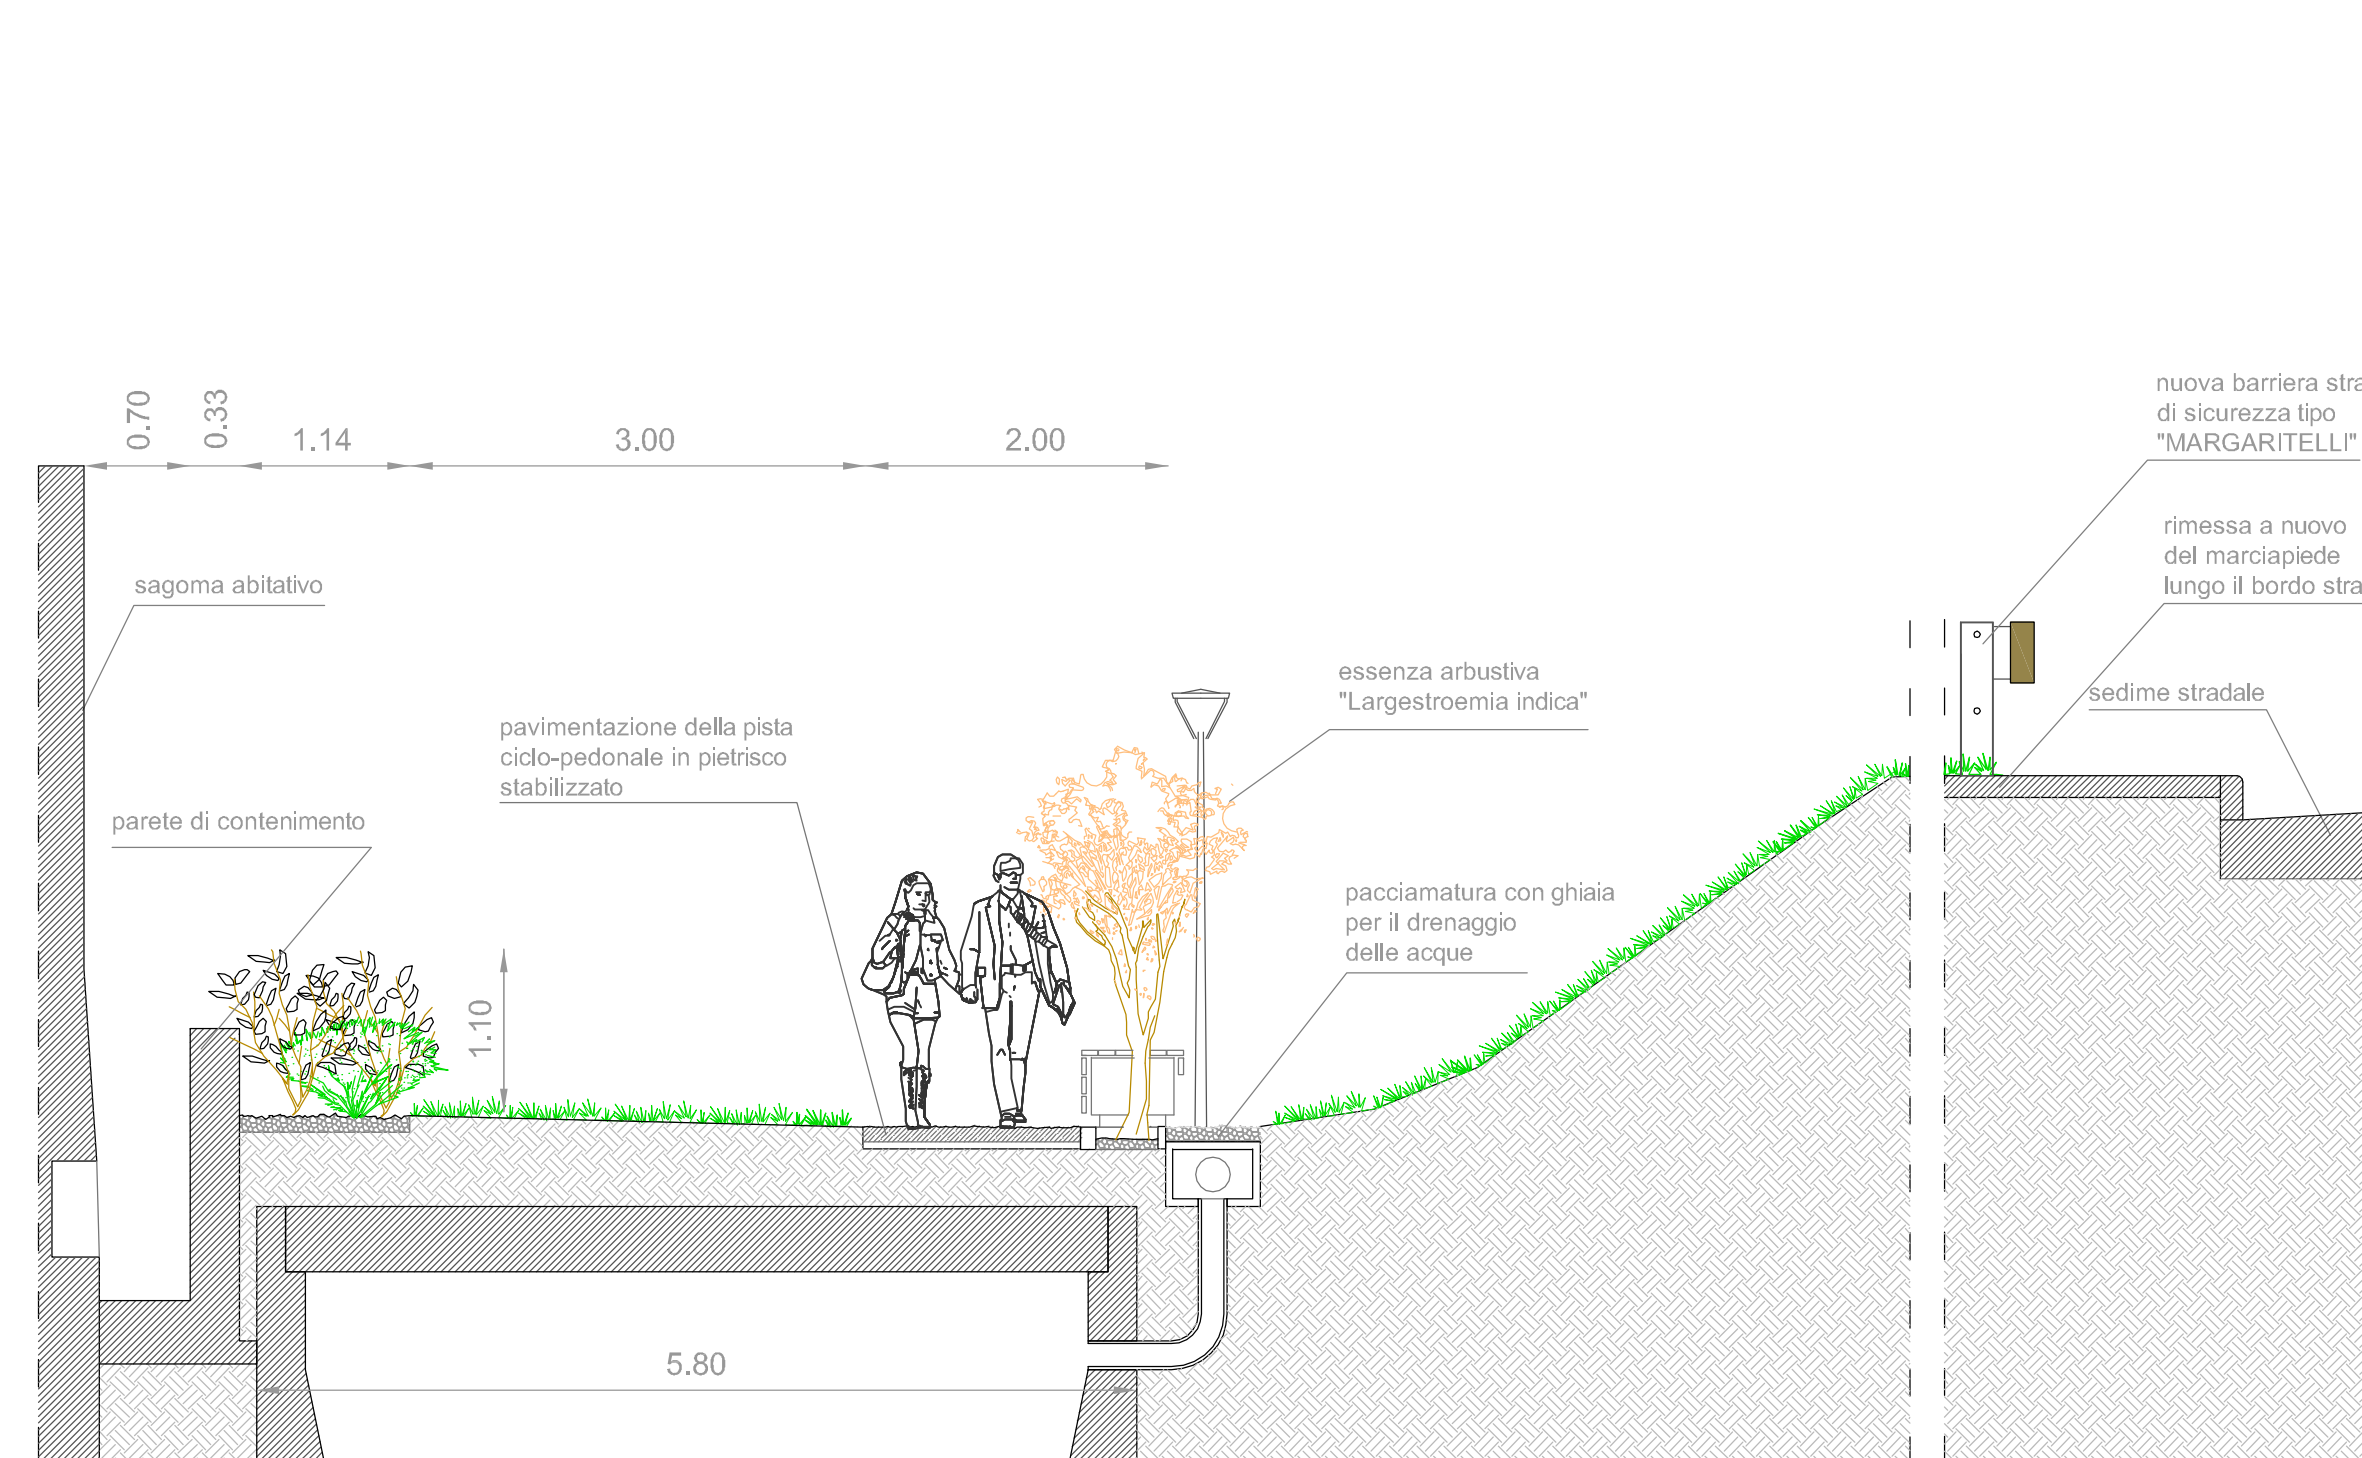 0.70
0.33
1.14
3.00
2.00
nuova barriera stra
di sicurezza tipo
"MARGARITELLI"
rimessa a nuovo
del marciapiede
lungo il bordo stra
sagoma abitativo
essenza arbustiva
"Largestroemia indica"
sedime stradale
pavimentazione della pista
ciclo-pedonale in pietrisco
stabilizzato
parete di contenimento
pacciamatura con ghiaia
per il drenaggio
delle acque
1.10
5.80